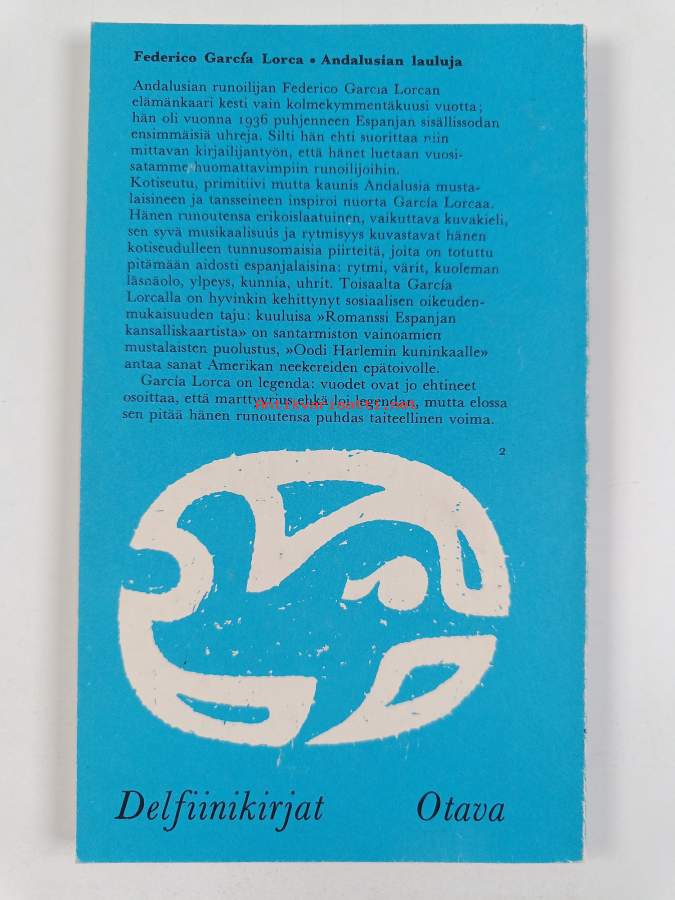 Federico García Lorca • Andalusian lauluja
Andalusian runoilijan Federico García Lorcan
elämänkaari kesti vain kolmekymmentäkuusi vuotta;
hän oli vuonna 1936 puhjenneen Espanjan sisällissodan
ensimmäisiä uhreja. Silti hän ehti suorittaa niin
mittavan kirjailijantyön, että hänet luetaan vuosi-
satamme huomattavimpiin runoilijoihin.
Kotiseutu, primitiivi mutta kaunis Andalusia musta-
laisineen ja tansseineen inspiroi nuorta García Lorcaa.
Hänen runoutensa erikoislaatuinen, vaikuttava kuvakieli,
sen syvä musikaalisuus ja rytmisyys kuvastavat hänen
kotiseudulleen tunnusomaisia piirteitä, joita on totuttu
pitämään aidosti espanjalaisina: rytmi, värit, kuoleman
läsnäolo, ylpeys, kunnia, uhrit. Toisaalta García
Lorcalla on hyvinkin kehittynyt sosiaalisen oikeuden-
mukaisuuden taju: kuuluisa »Romanssi Espanjan
kansalliskaartista» on santarmiston vainoamien
mustalaisten puolustus, »Oodi Harlemin kuninkaalle»
antaa sanat Amerikan neekereiden epätoivolle.
García Lorca on legenda: vuodet ovat jo ehtineet
osoittaa, että marttyyrius ehkä loi legendan, mutta elossa
sen pitää hänen runoutensa puhdas taiteellinen voima.
antikvariaatti.net
2
Delfiinikirjat Otava